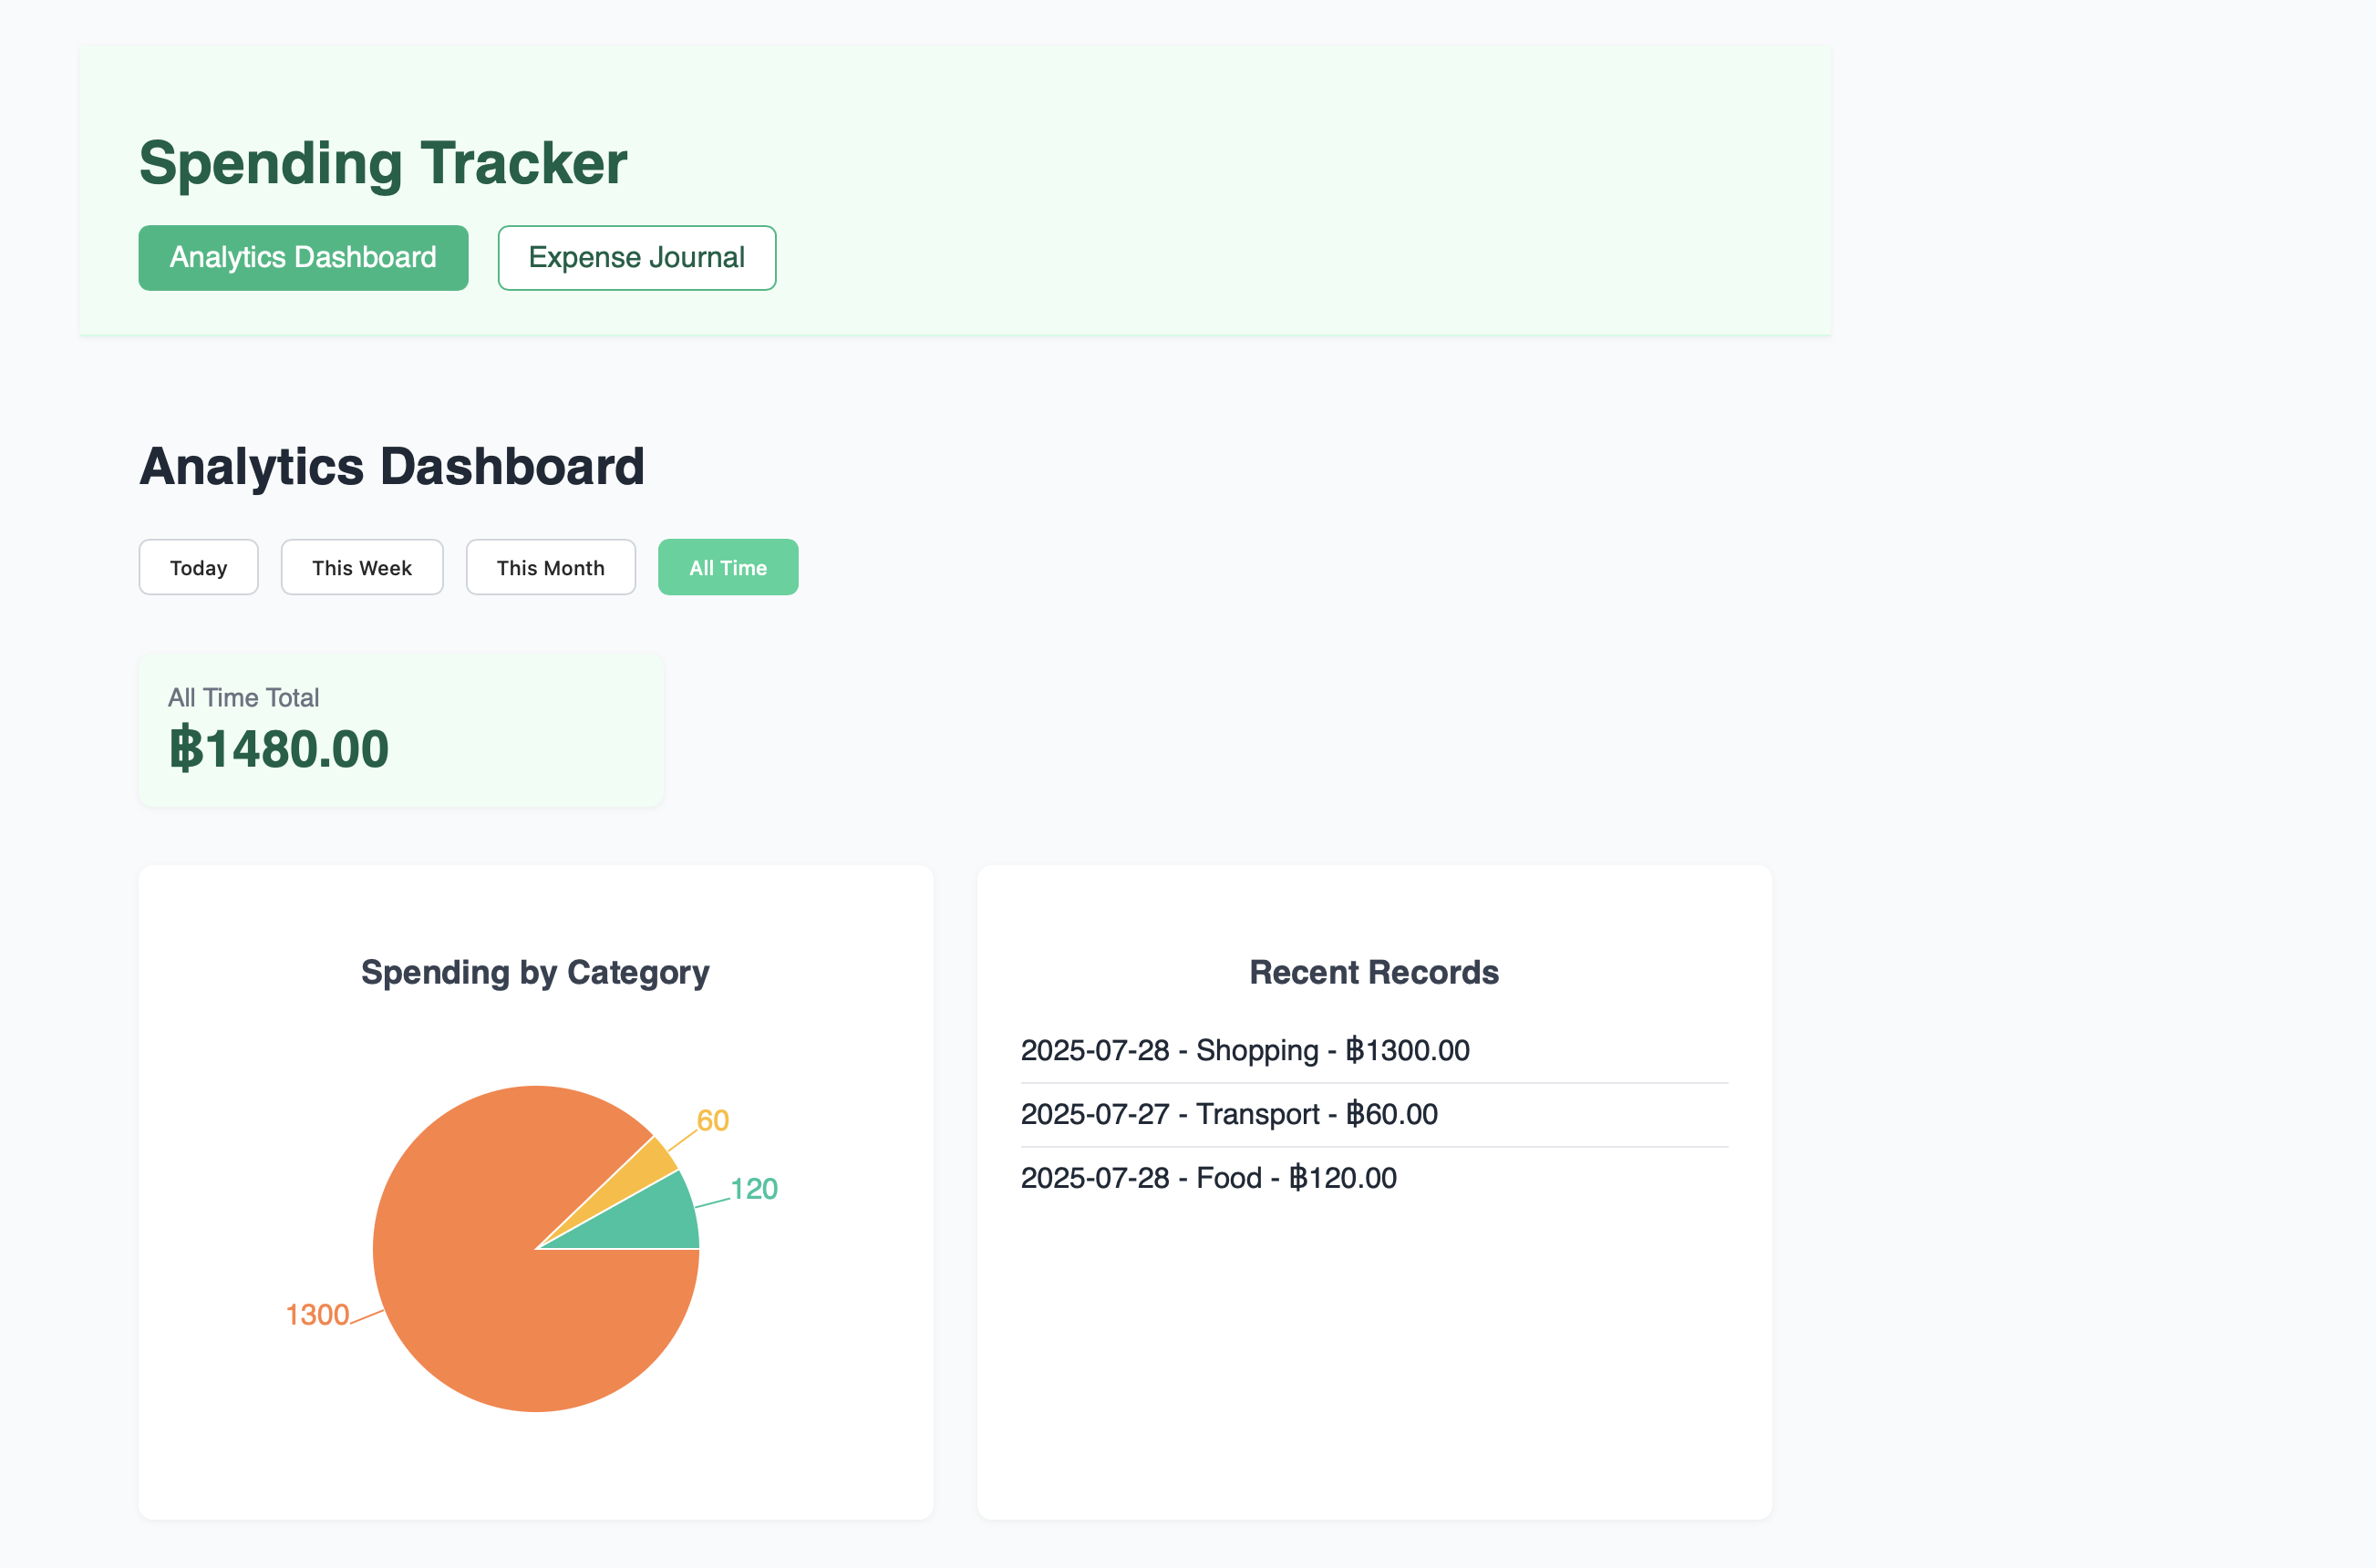 Spending Tracker
Analytics Dashboard
Expense Journal
Analytics Dashboard
Today
This Week
This Month
All Time
All Time Total
฿1480.00
Spending by Category
60
120
1300
Recent Records
2025-07-28 - Shopping - ฿1300.00
2025-07-27 - Transport - ฿60.00
2025-07-28 - Food - ฿120.00